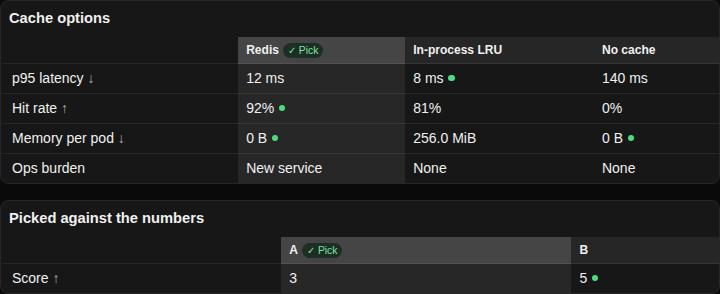 Cache options
Redis ✓ Pick In-process LRU No cache
p95 latency ↓ 12 ms 8 ms 140 ms
Hit rate ↑ 92% 81% 0%
Memory per pod ↓ 0 B 256.0 MiB 0 B
Ops burden New service None None
Picked against the numbers
A ✓ Pick B
Score ↑ 3 5